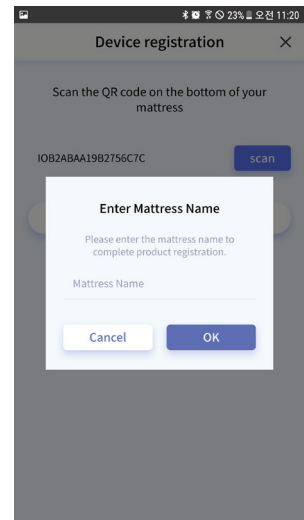 23% 오전 11:20
Device registration
Scan the QR code on the bottom of your
mattress
IOB2ABAA19B2756C7C
scan
Enter Mattress Name
Please enter the mattress name to
complete product registration.
Mattress Name
Cancel
OK